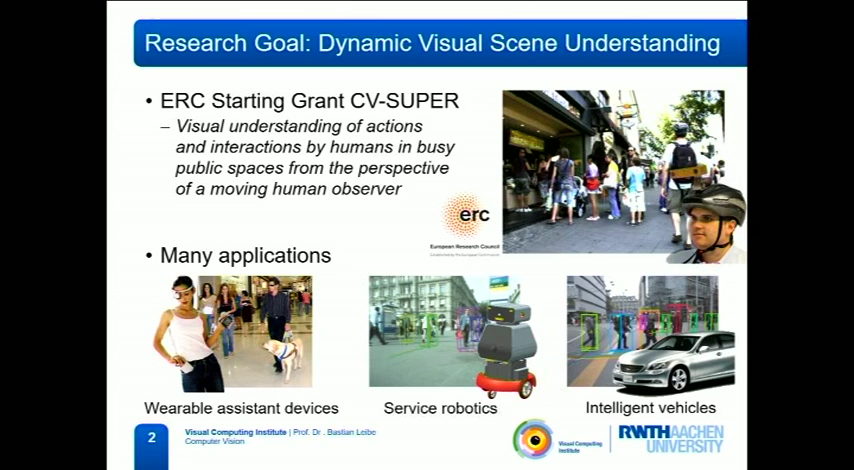 Research Goal: Dynamic Visual Scene Understanding
• ERC Starting Grant CV-SUPER
– Visual understanding of actions
and interactions by humans in busy
public spaces from the perspective
of a moving human observer
erc
European Research Council
• Many applications
Wearable assistant devices
Service robotics
Intelligent vehicles
2
Visual Computing Institute | Prof. Dr . Bastian Leibe
Computer Vision
Visual Computing
Institute
RWTHAACHEN
UNIVERSITY